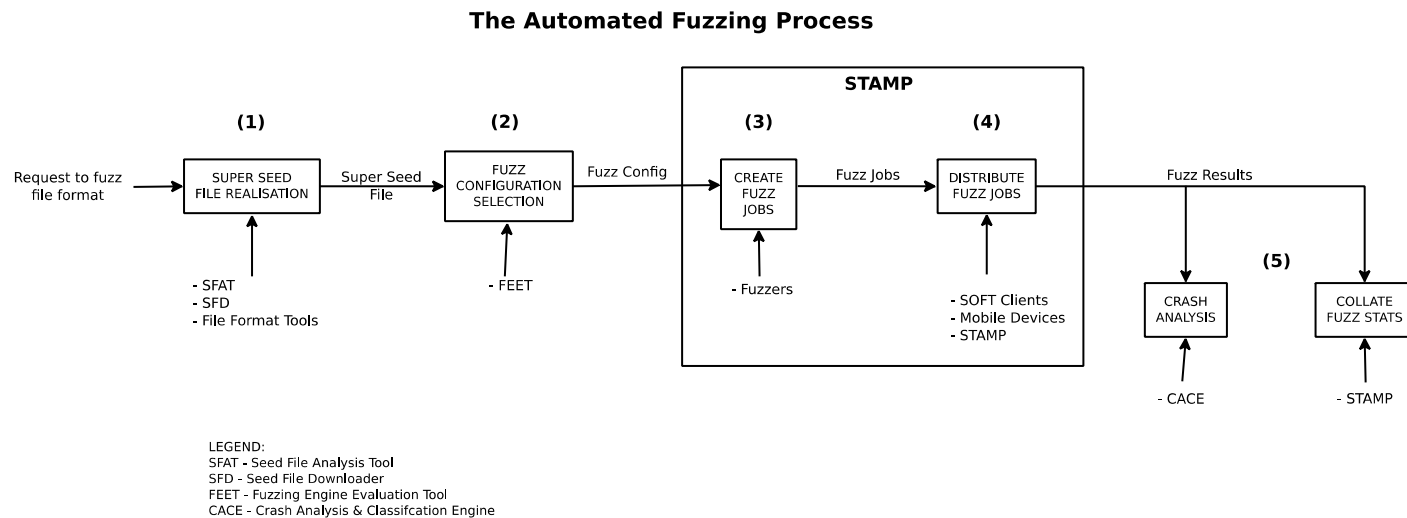 The Automated Fuzzing Process
STAMP
(1)
(2)
(3)
(4)
Request to fuzz
file format
SUPER SEED
FILE REALISATION
Super Seed
File
FUZZ
CONFIGURATION
SELECTION
Fuzz Config
CREATE
FUZZ
JOBS
Fuzz Jobs
DISTRIBUTE
FUZZ JOBS
Fuzz Results
- SFAT
- SFD
- File Format Tools
- FEET
- Fuzzers
- SOFT Clients
- Mobile Devices
- STAMP
(5)
CRASH
ANALYSIS
COLLATE
FUZZ STATS
- CACE
- STAMP
LEGEND:
SFAT - Seed File Analysis Tool
SFD - Seed File Downloader
FEET - Fuzzing Engine Evaluation Tool
CACE - Crash Analysis & Classifcation Engine